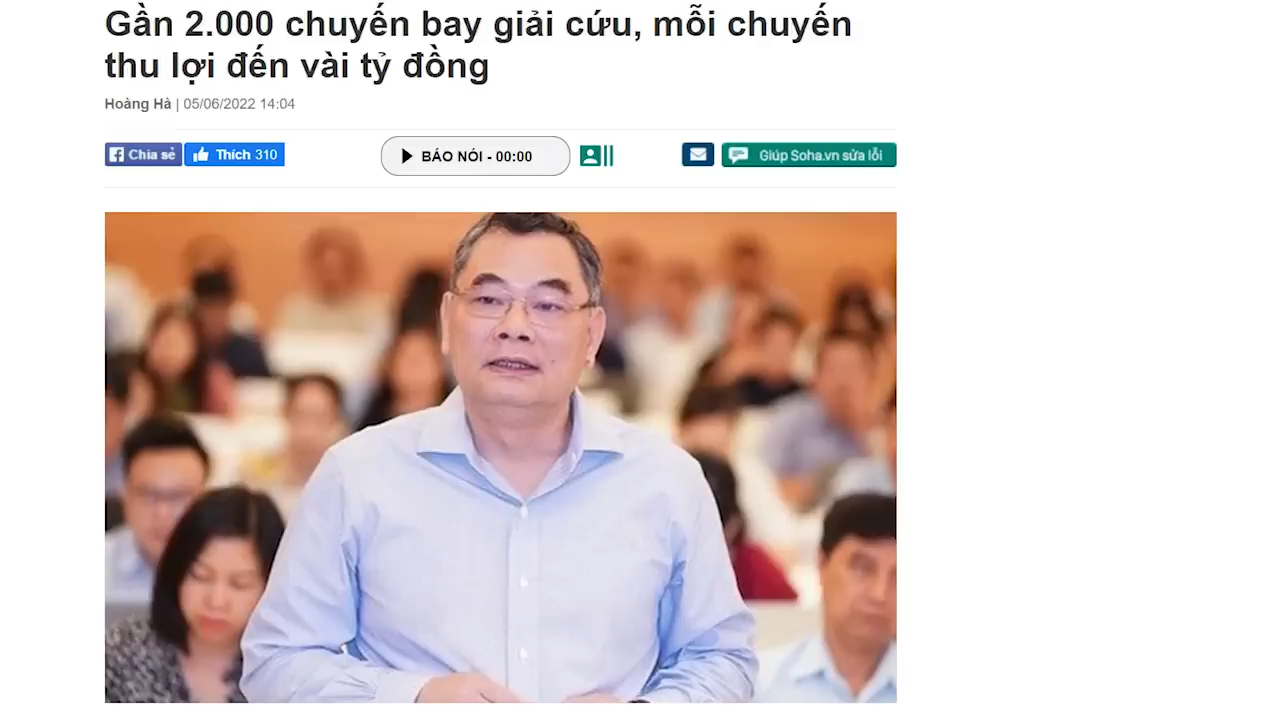 Gần 2.000 chuyến bay giải cứu, mỗi chuyến
thu lợi đến vài tỷ đồng
Hoàng Hà | 05/06/2022 14:04
Chia sẻ Thích 310 BÁO NÓI - 00:00 Giúp Soha.vn sửa lỗi